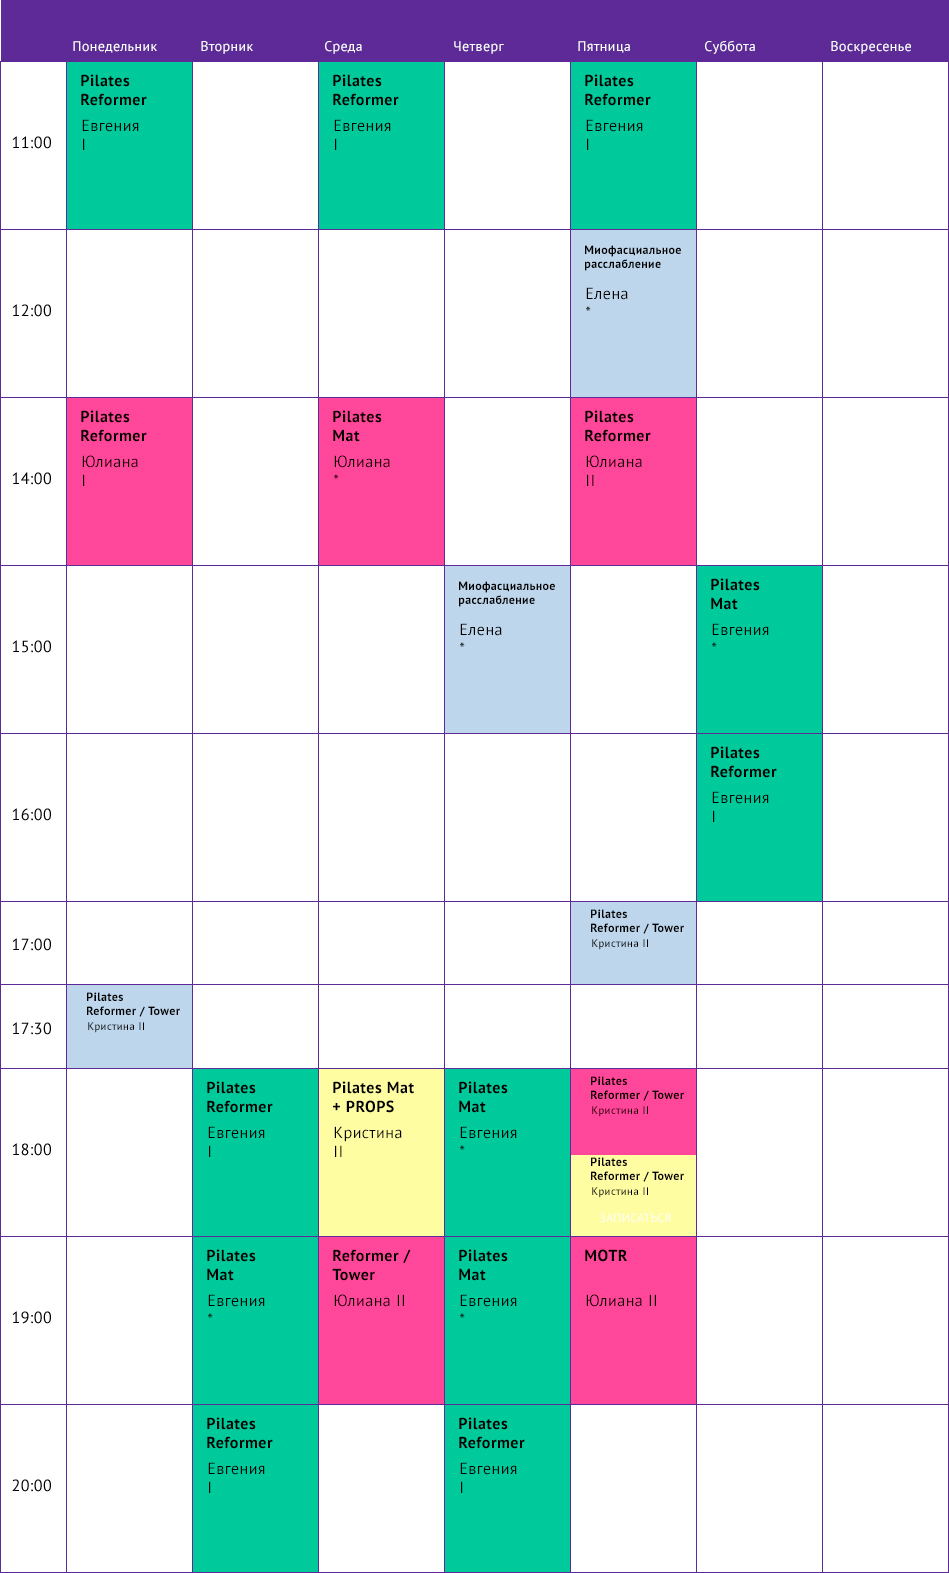 Понедельник Вторник Среда Четверг Пятница Суббота Воскресенье
11:00
Pilates
Reformer
Евгения
I
Pilates
Reformer
Евгения
I
Pilates
Reformer
Евгения
I
12:00
Миофасциальное
расслабление
Елена
*
14:00
Pilates
Reformer
Юлиана
I
Pilates
Mat
Юлиана
*
Pilates
Reformer
Юлиана
II
15:00
Миофасциальное
расслабление
Елена
*
Pilates
Mat
Евгения
*
16:00
Pilates
Reformer
Евгения
I
17:00
Pilates
Reformer / Tower
Кристина II
17:30
Pilates
Reformer / Tower
Кристина II
18:00
Pilates
Reformer
Евгения
I
Pilates Mat
+ PROPS
Кристина
II
Pilates
Mat
Евгения
*
Pilates
Reformer / Tower
Кристина II
Pilates
Reformer / Tower
Кристина II
ЗАПИСАТЬСЯ
19:00
Pilates
Mat
Евгения
*
Reformer /
Tower
Юлиана II
Pilates
Mat
Евгения
*
MOTR
Юлиана II
20:00
Pilates
Reformer
Евгения
I
Pilates
Reformer
Евгения
I